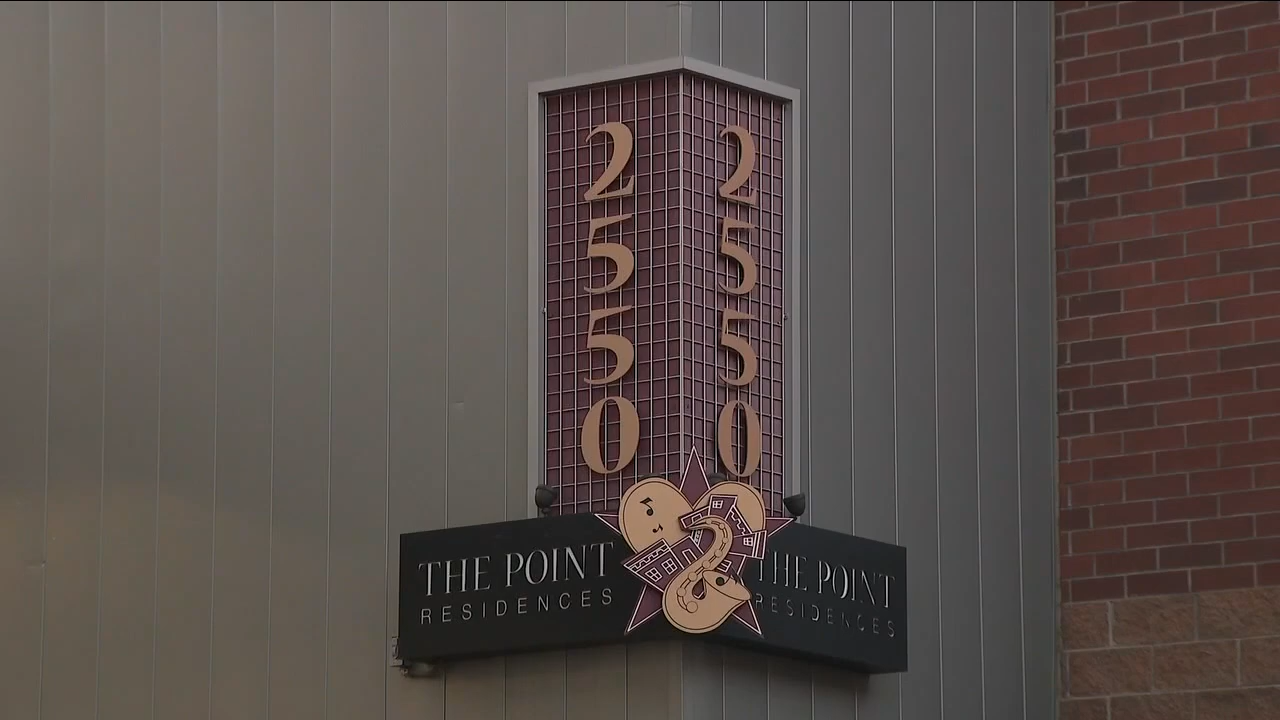 2550
2550
THE POINT
RESIDENCES
THE POINT
RESIDENCES